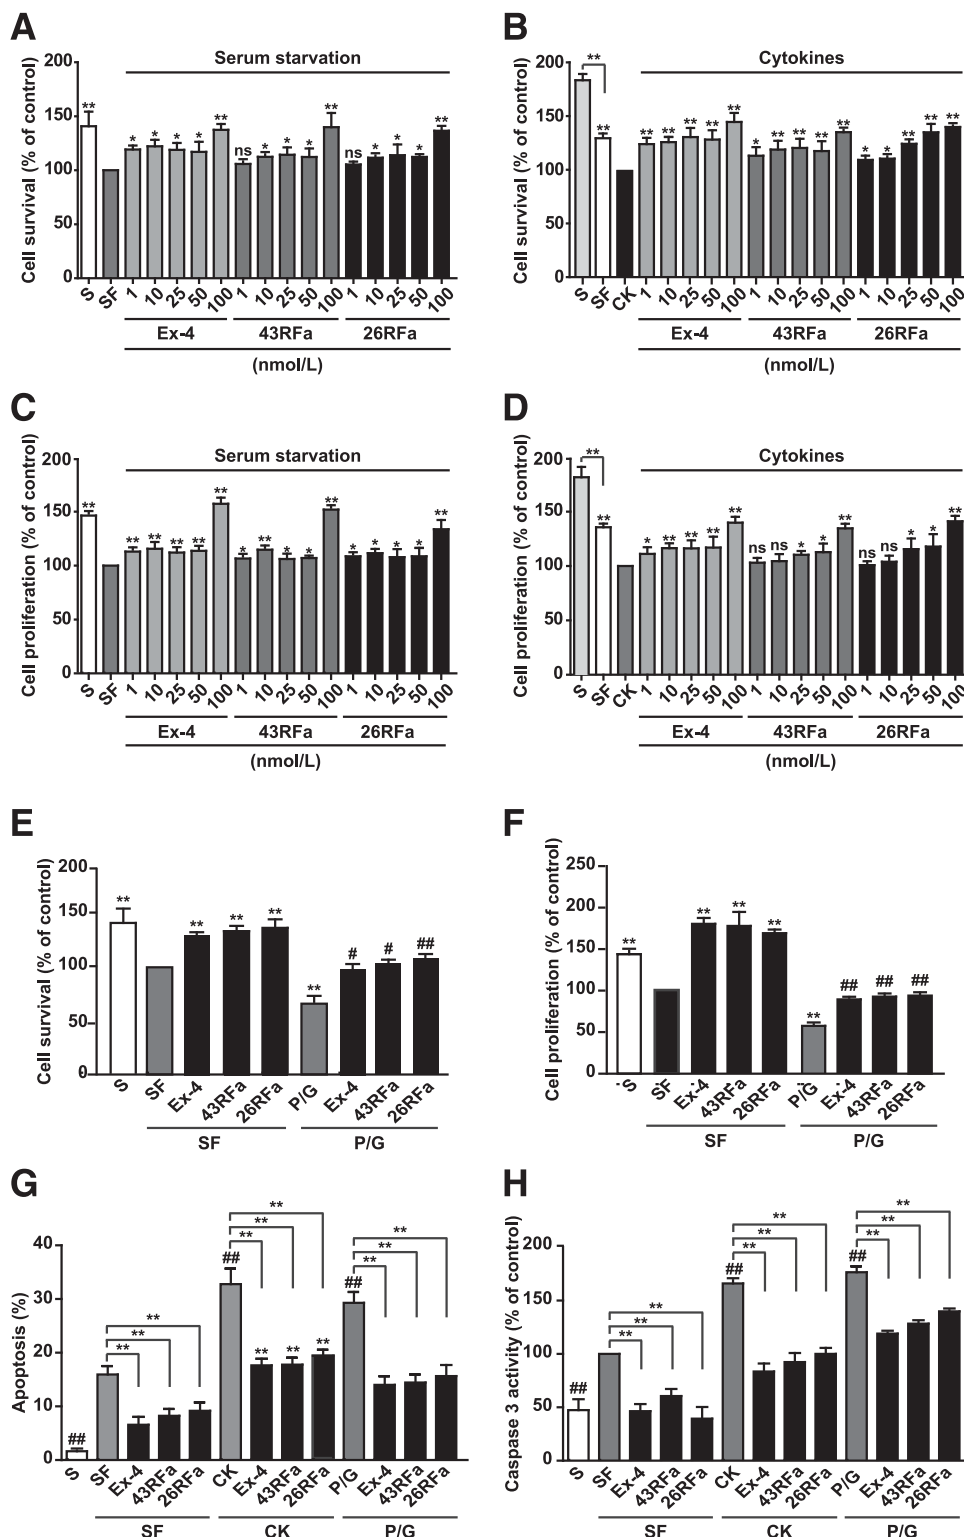 A
Serum starvation
Cell survival (% of control)
200
150
100
50
0
** * * * * ** ns * * * ** ns * * * **
S SF 1 10 25 50 100 1 10 25 50 100 1 10 25 50 100
Ex-4 43RFa 26RFa
(nmol/L)
B
Cytokines
Cell survival (% of control)
200
150
100
50
0
**
** ** ** ** ** ** * ** ** ** ** * * ** ** **
S SF CK 1 10 25 50 100 1 10 25 50 100 1 10 25 50 100
Ex-4 43RFa 26RFa
(nmol/L)
C
Serum starvation
Cell proliferation (% of control)
200
150
100
50
0
** ** ** ** ** ** * ** * * ** * * * * **
S SF 1 10 25 50 100 1 10 25 50 100 1 10 25 50 100
Ex-4 43RFa 26RFa
(nmol/L)
D
Cytokines
Cell proliferation (% of control)
200
150
100
50
0
**
** * ** ** ** ** ns ns * * ** ns ns * * **
S SF CK 1 10 25 50 100 1 10 25 50 100 1 10 25 50 100
Ex-4 43RFa 26RFa
(nmol/L)
E
Cell survival (% of control)
200
150
100
50
0
** ** ** ** ** # # ##
S SF Ex-4 43RFa 26RFa P/G Ex-4 43RFa 26RFa
SF P/G
F
Cell proliferation (% of control)
250
200
150
100
50
0
** ** ** ** ** ## ## ##
S SF Ex-4 43RFa 26RFa P/G Ex-4 43RFa 26RFa
SF P/G
G
Apoptosis (%)
40
30
20
10
0
** ** **
** ** **
** ** **
## ## ** ** ** ##
S SF Ex-4 43RFa 26RFa CK Ex-4 43RFa 26RFa P/G Ex-4 43RFa 26RFa
SF CK P/G
H
Caspase 3 activity (% of control)
200
150
100
50
0
** ** **
** ** **
** ** **
## ## ##
S SF Ex-4 43RFa 26RFa CK Ex-4 43RFa 26RFa P/G Ex-4 43RFa 26RFa
SF CK P/G